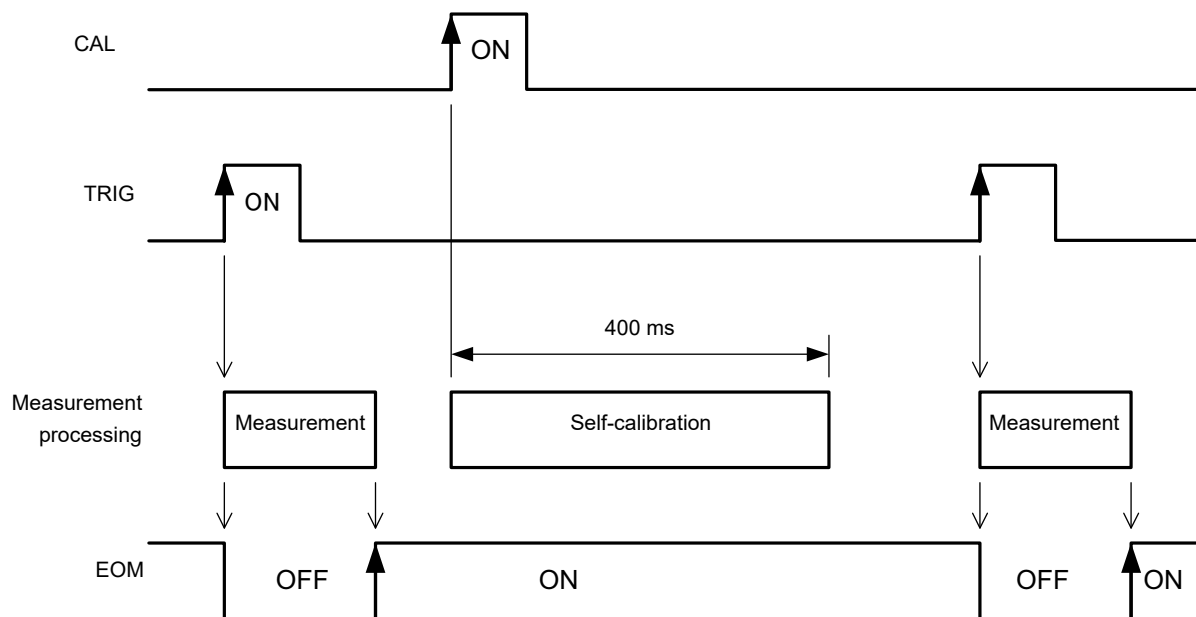 CAL
ON
TRIG
ON
400 ms
Measurement
processing
Measurement
Self-calibration
Measurement
EOM
OFF
ON
OFF
ON